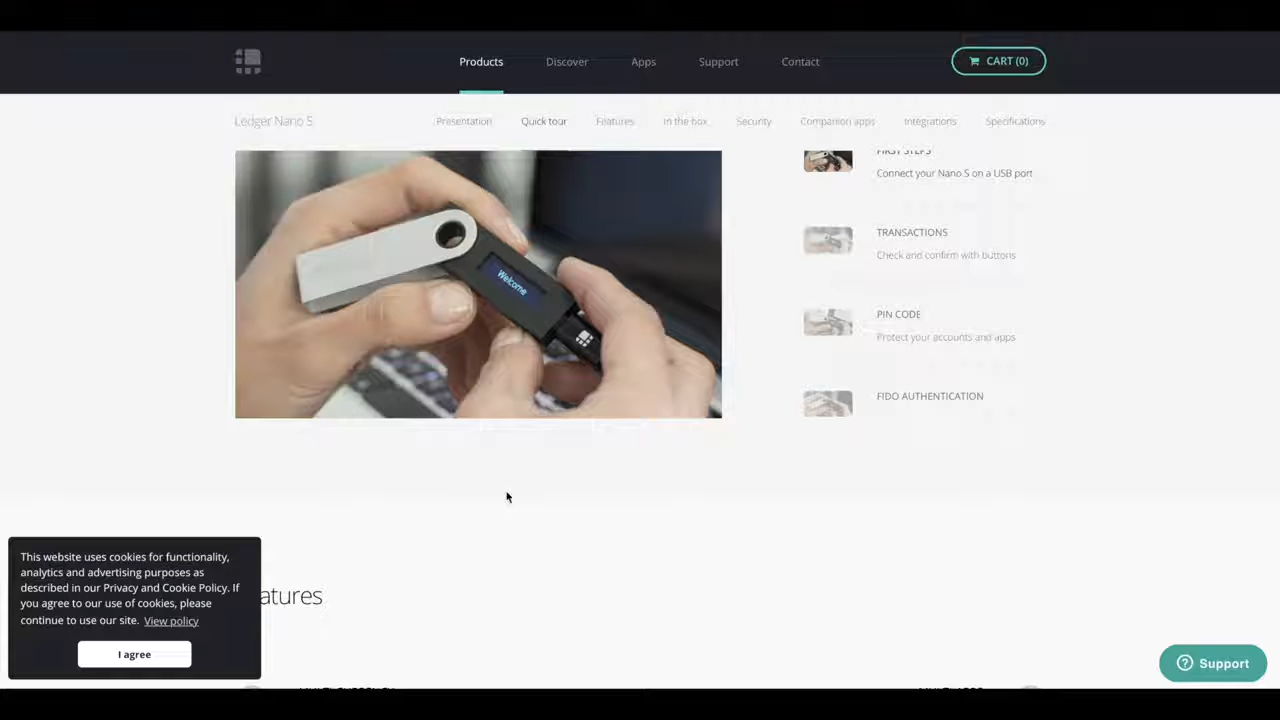 Products
Discover
Apps
Support
Contact
CART (0)
Ledger Nano S
Presentation
Quick tour
Features
In the box
Security
Companion apps
Integrations
Specifications
FIRST STEPS
Connect your Nano S on a USB port
TRANSACTIONS
Check and confirm with buttons
PIN CODE
Protect your accounts and apps
FIDO AUTHENTICATION
Welcome
This website uses cookies for functionality,
analytics and advertising purposes as
described in our Privacy and Cookie Policy. If
you agree to our use of cookies, please
continue to use our site. View policy
I agree
atures
Support